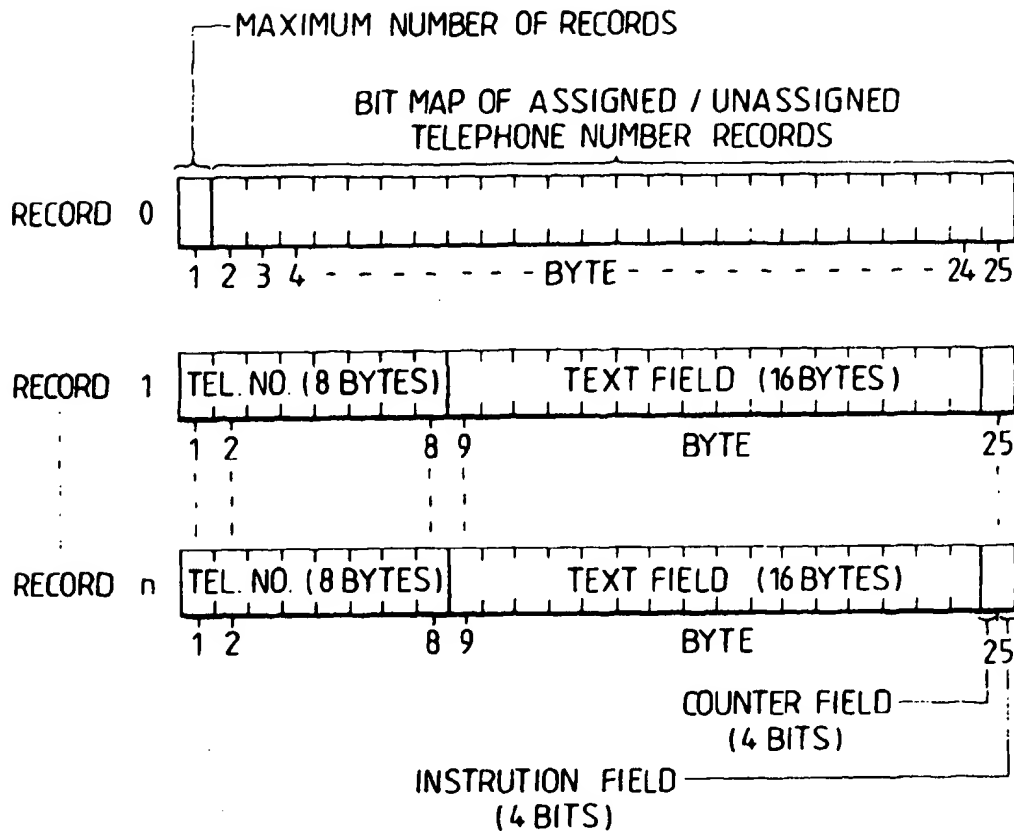 MAXIMUM NUMBER OF RECORDS
BIT MAP OF ASSIGNED / UNASSIGNED
TELEPHONE NUMBER RECORDS
RECORD 0
1 2 3 4 - - - - - - - BYTE - - - - - - - - - - 24 25
RECORD 1 TEL. NO. (8 BYTES) TEXT FIELD (16 BYTES)
1 2 8 9 BYTE 25
RECORD n TEL. NO. (8 BYTES) TEXT FIELD (16 BYTES)
1 2 8 9 BYTE 25
COUNTER FIELD
(4 BITS)
INSTRUTION FIELD
(4 BITS)